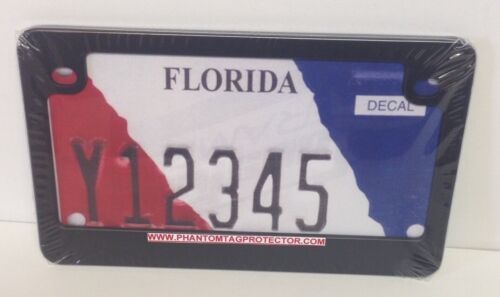 FLORIDA
DECAL
Y12345
WWW.PHANTOMTAGPROTECTOR.COM